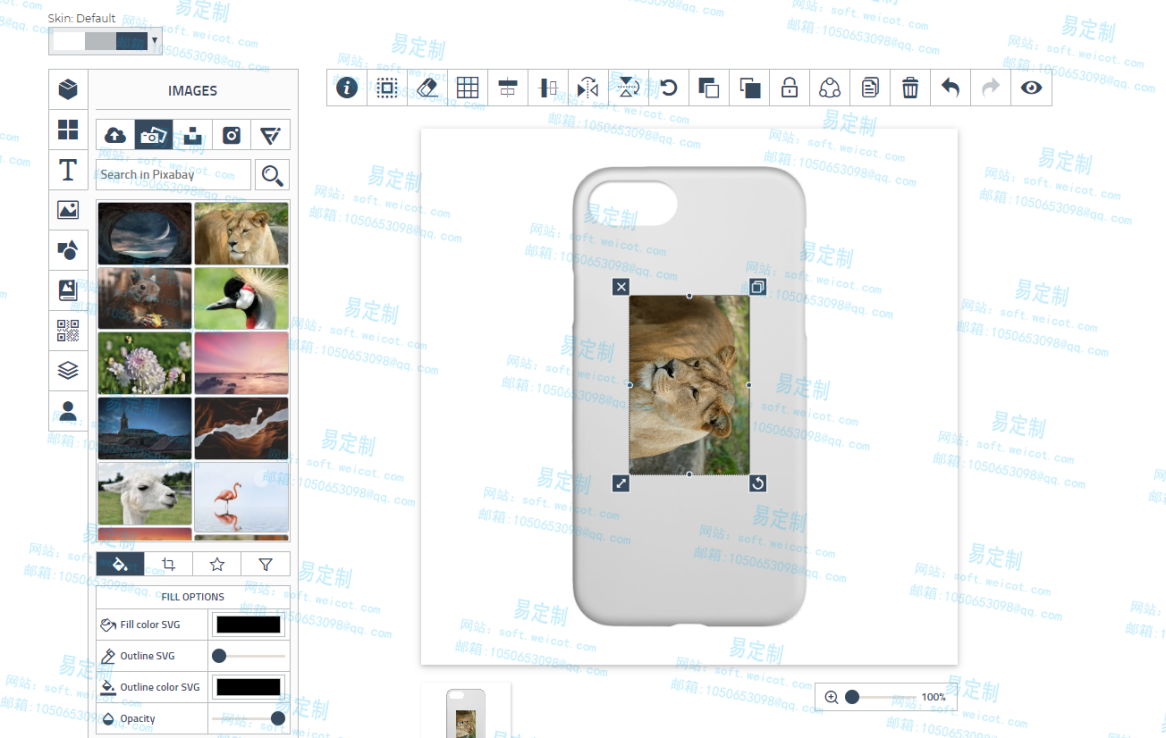 Skin: Default
IMAGES
Search in Pixabay
FILL OPTIONS
Fill color SVG
Outline SVG
Outline color SVG
Opacity
100%
易定制
网站：soft.weicot.com
邮箱：1050653098@qq.com